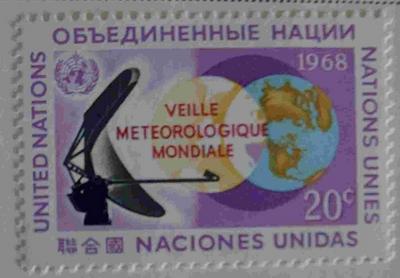 ОБЪЕДИНЕННЫЕ НАЦИИ
UNITED NATIONS
1968
NATIONS UNIES
VEILLE
METEOROLOGIQUE
MONDIALE
20c
聯合國 NACIONES UNIDAS